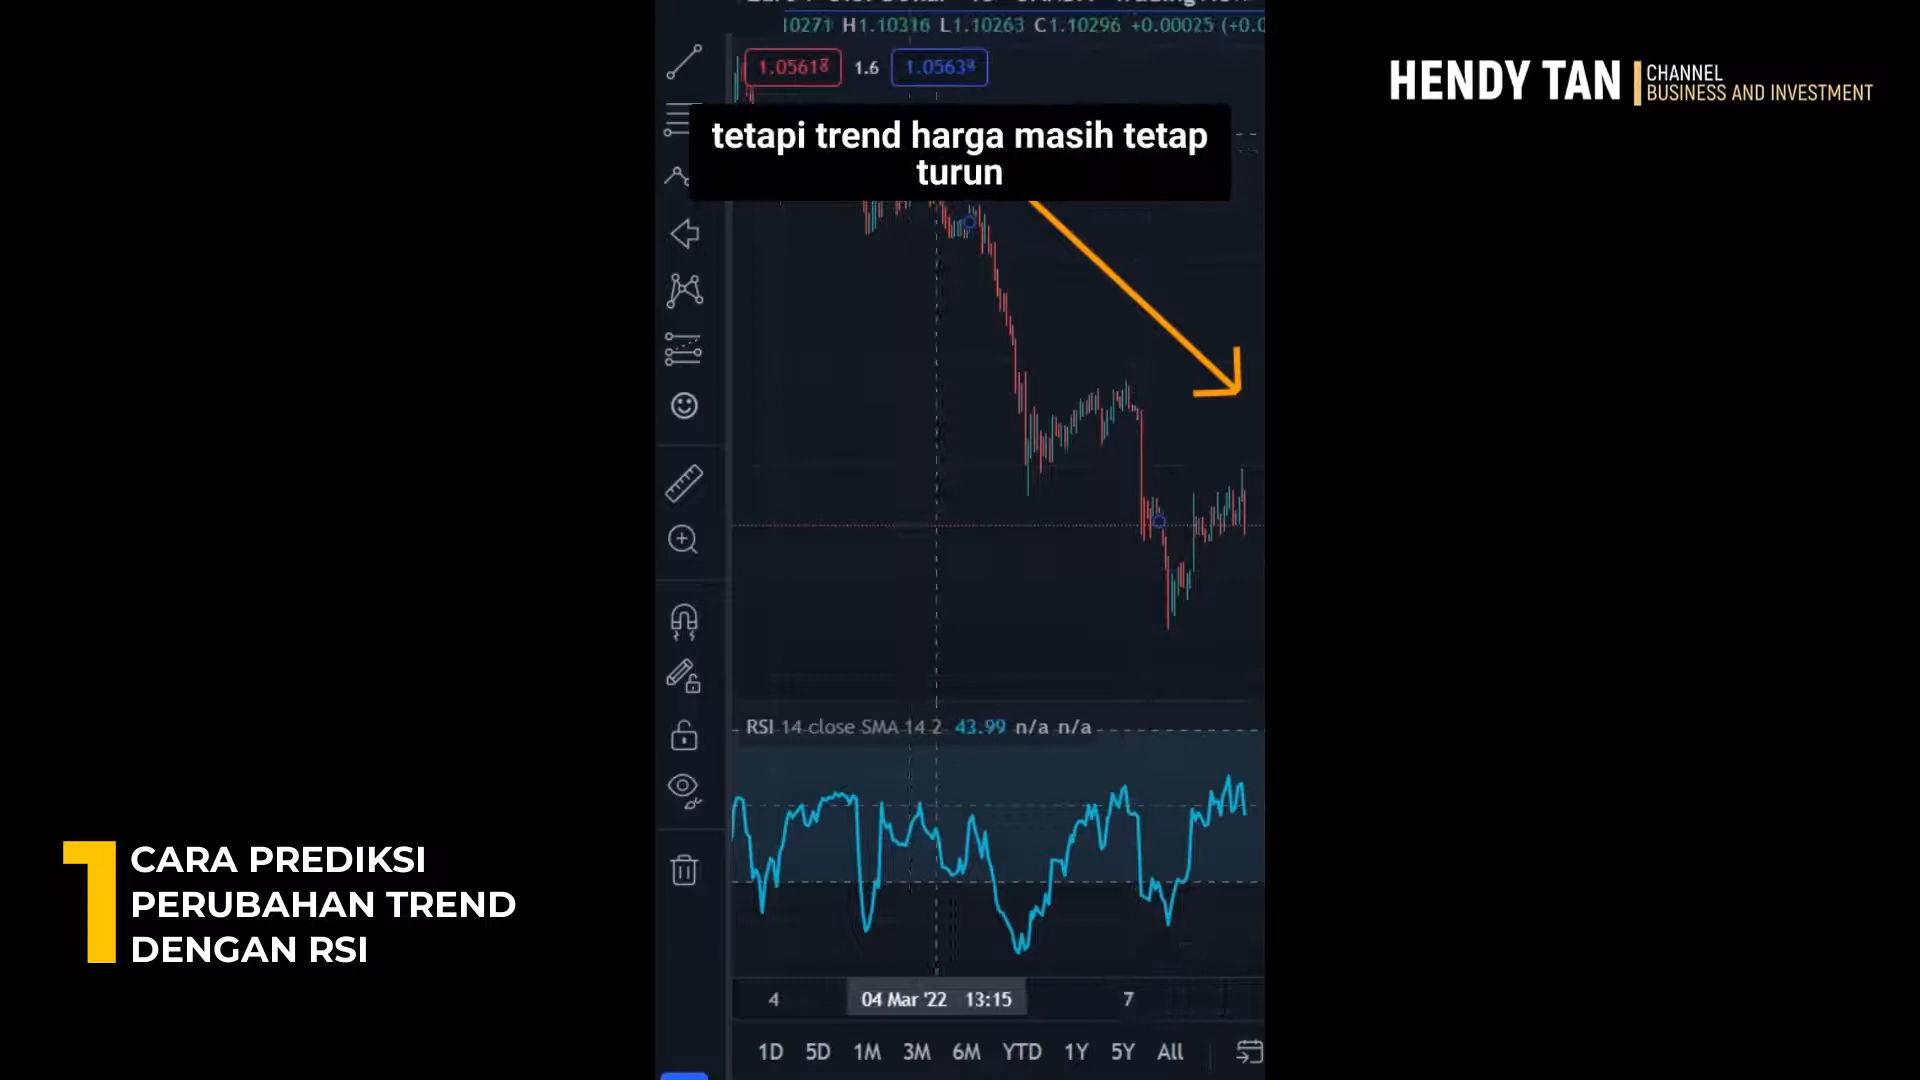 10271 H1.10316 L1.10263 C1.10296 +0.00025 (+0.0
1.05618 1.6 1.05634
tetapi trend harga masih tetap
turun
HENDY TAN
CHANNEL
BUSINESS AND INVESTMENT
RSI 14 close SMA 14 2 43.99 n/a n/a
1
CARA PREDIKSI
PERUBAHAN TREND
DENGAN RSI
4 04 Mar '22 13:15 7
1D 5D 1M 3M 6M YTD 1Y 5Y All